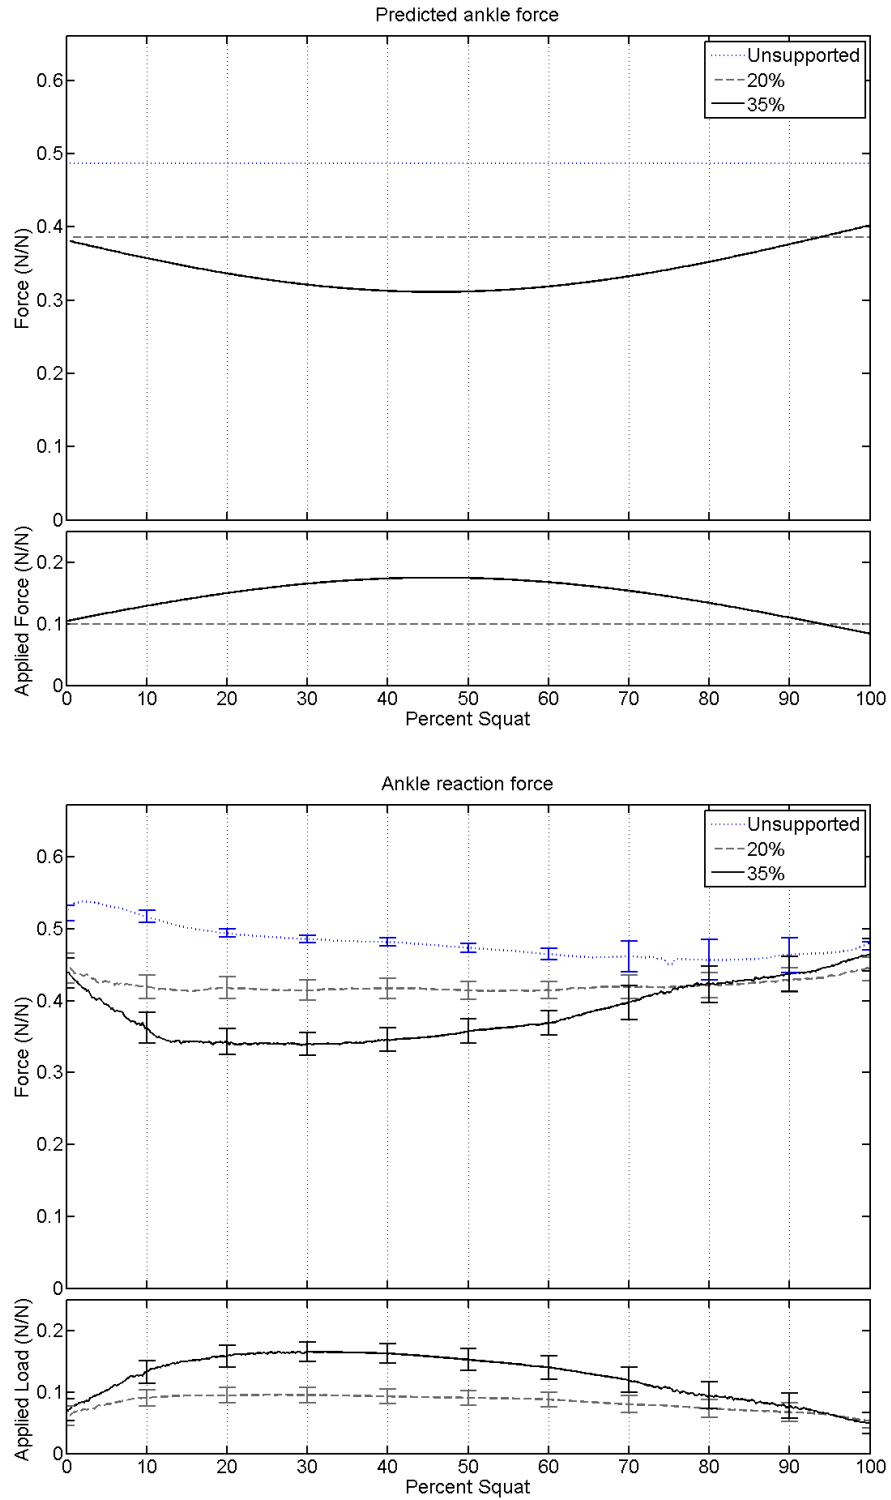 Predicted ankle force
Unsupported
20%
35%
0.6
0.5
0.4
0.3
0.2
0.1
0
Force (N/N)
0.2
0.1
0
Applied Force (N/N)
0 10 20 30 40 50 60 70 80 90 100
Percent Squat
Ankle reaction force
Unsupported
20%
35%
0.6
0.5
0.4
0.3
0.2
0.1
0
Force (N/N)
0.2
0.1
0
Applied Load (N/N)
0 10 20 30 40 50 60 70 80 90 100
Percent Squat